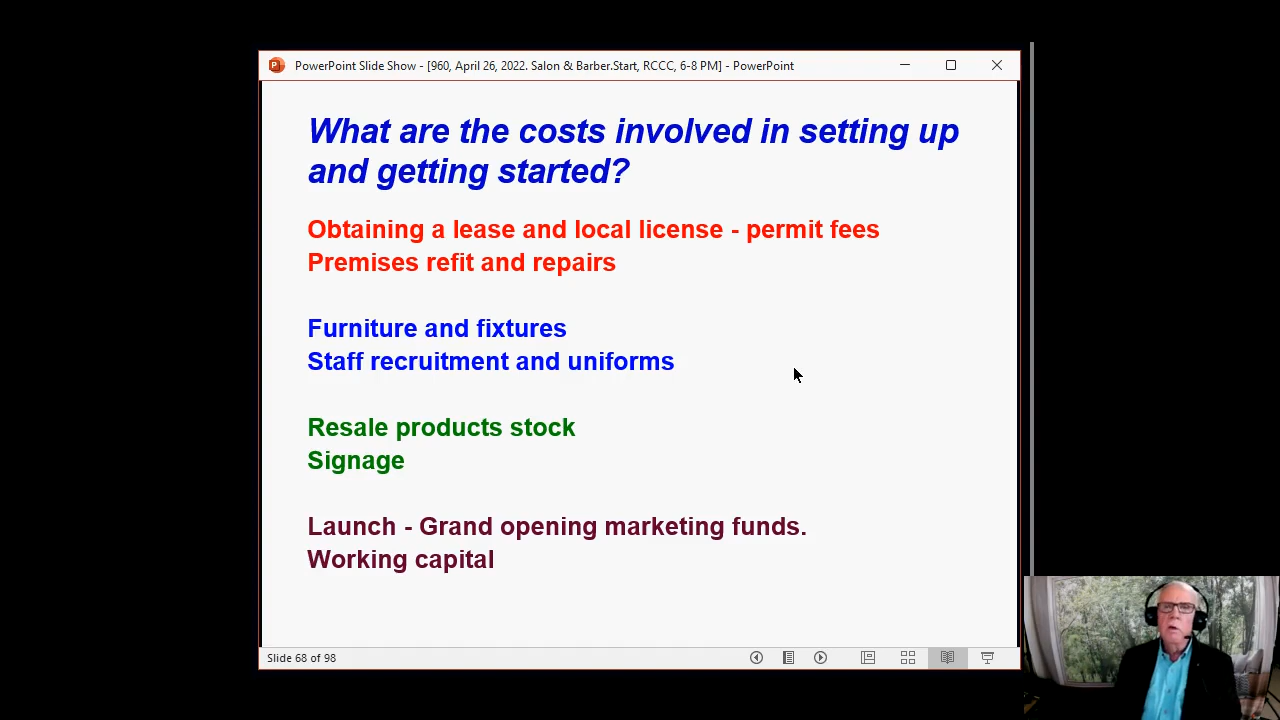 PowerPoint Slide Show - [960, April 26, 2022. Salon & Barber.Start, RCCC, 6-8 PM] - PowerPoint
What are the costs involved in setting up
and getting started?
Obtaining a lease and local license - permit fees
Premises refit and repairs
Furniture and fixtures
Staff recruitment and uniforms
Resale products stock
Signage
Launch - Grand opening marketing funds.
Working capital
Slide 68 of 98